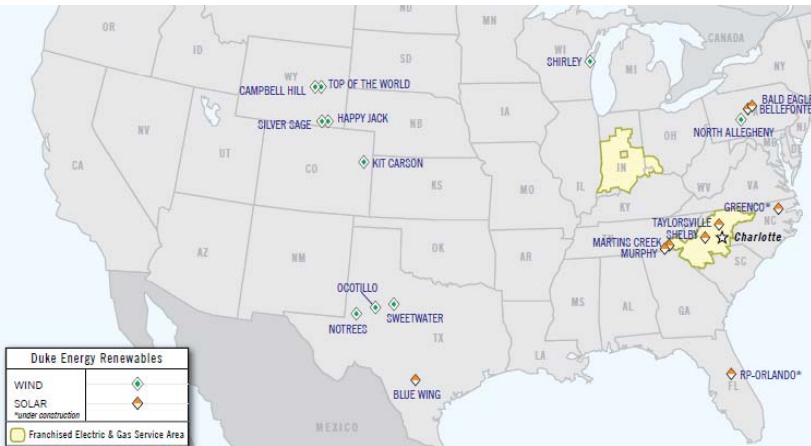 ND
MN
OR
ID
WY
SD
WI
MI
CANADA
NY
SHIRLEY
CAMPBELL HILL
TOP OF THE WORLD
BALD EAGLE
BELLEFONTE
NORTH ALLEGHENY
SILVER SAGE
HAPPY JACK
NB
IA
OH
PA
NJ
MD
NV
UT
CO
KIT CARSON
CA
KS
MO
IL
IN
WV
VA
KY
GREENCO*
NC
TAYLORSVILLE
SHELBY
Charlotte
MARTINS CREEK
MURPHY
TN
SC
AZ
NM
OK
AR
OCOTILLO
SWEETWATER
NOTREES
TX
MS
AL
GA
LA
BLUE WING
RP-ORLANDO*
FL
MEXICO
Duke Energy Renewables
WIND
SOLAR
*under construction
Franchised Electric & Gas Service Area